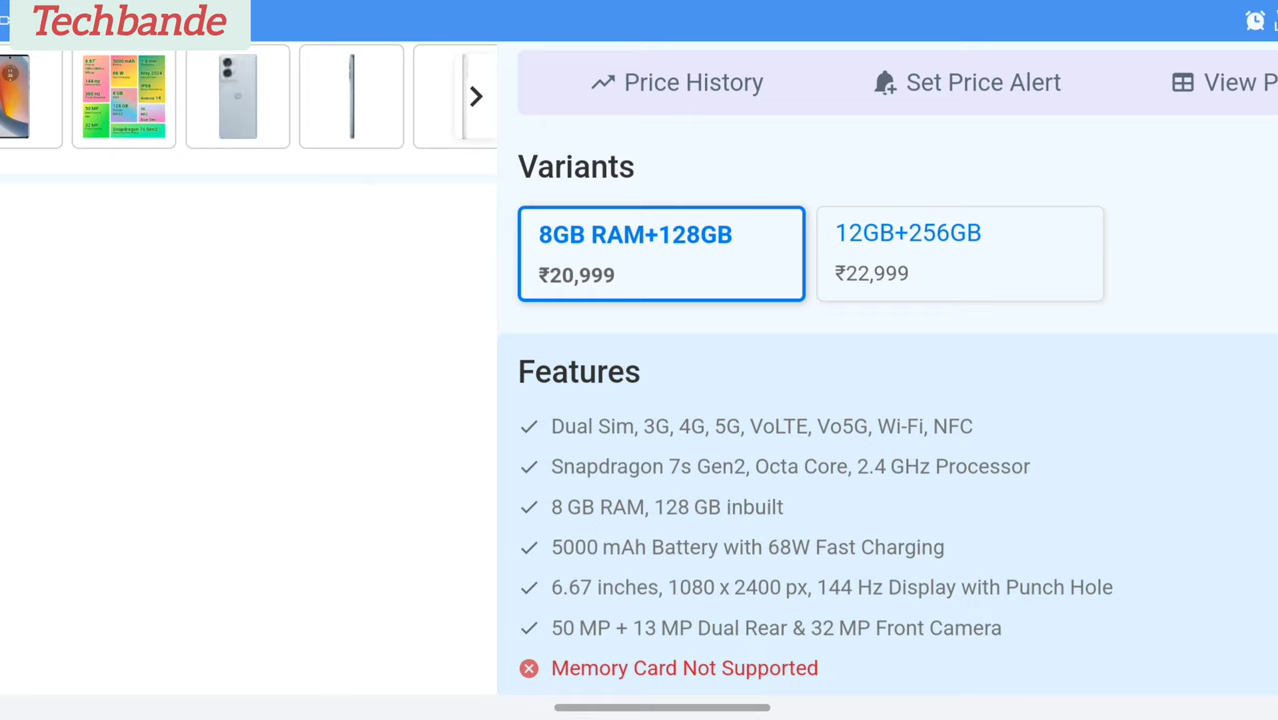 Techbande
Price History
Set Price Alert
View P
Variants
8GB RAM+128GB
₹20,999
12GB+256GB
₹22,999
Features
Dual Sim, 3G, 4G, 5G, VoLTE, Vo5G, Wi-Fi, NFC
Snapdragon 7s Gen2, Octa Core, 2.4 GHz Processor
8 GB RAM, 128 GB inbuilt
5000 mAh Battery with 68W Fast Charging
6.67 inches, 1080 x 2400 px, 144 Hz Display with Punch Hole
50 MP + 13 MP Dual Rear & 32 MP Front Camera
Memory Card Not Supported